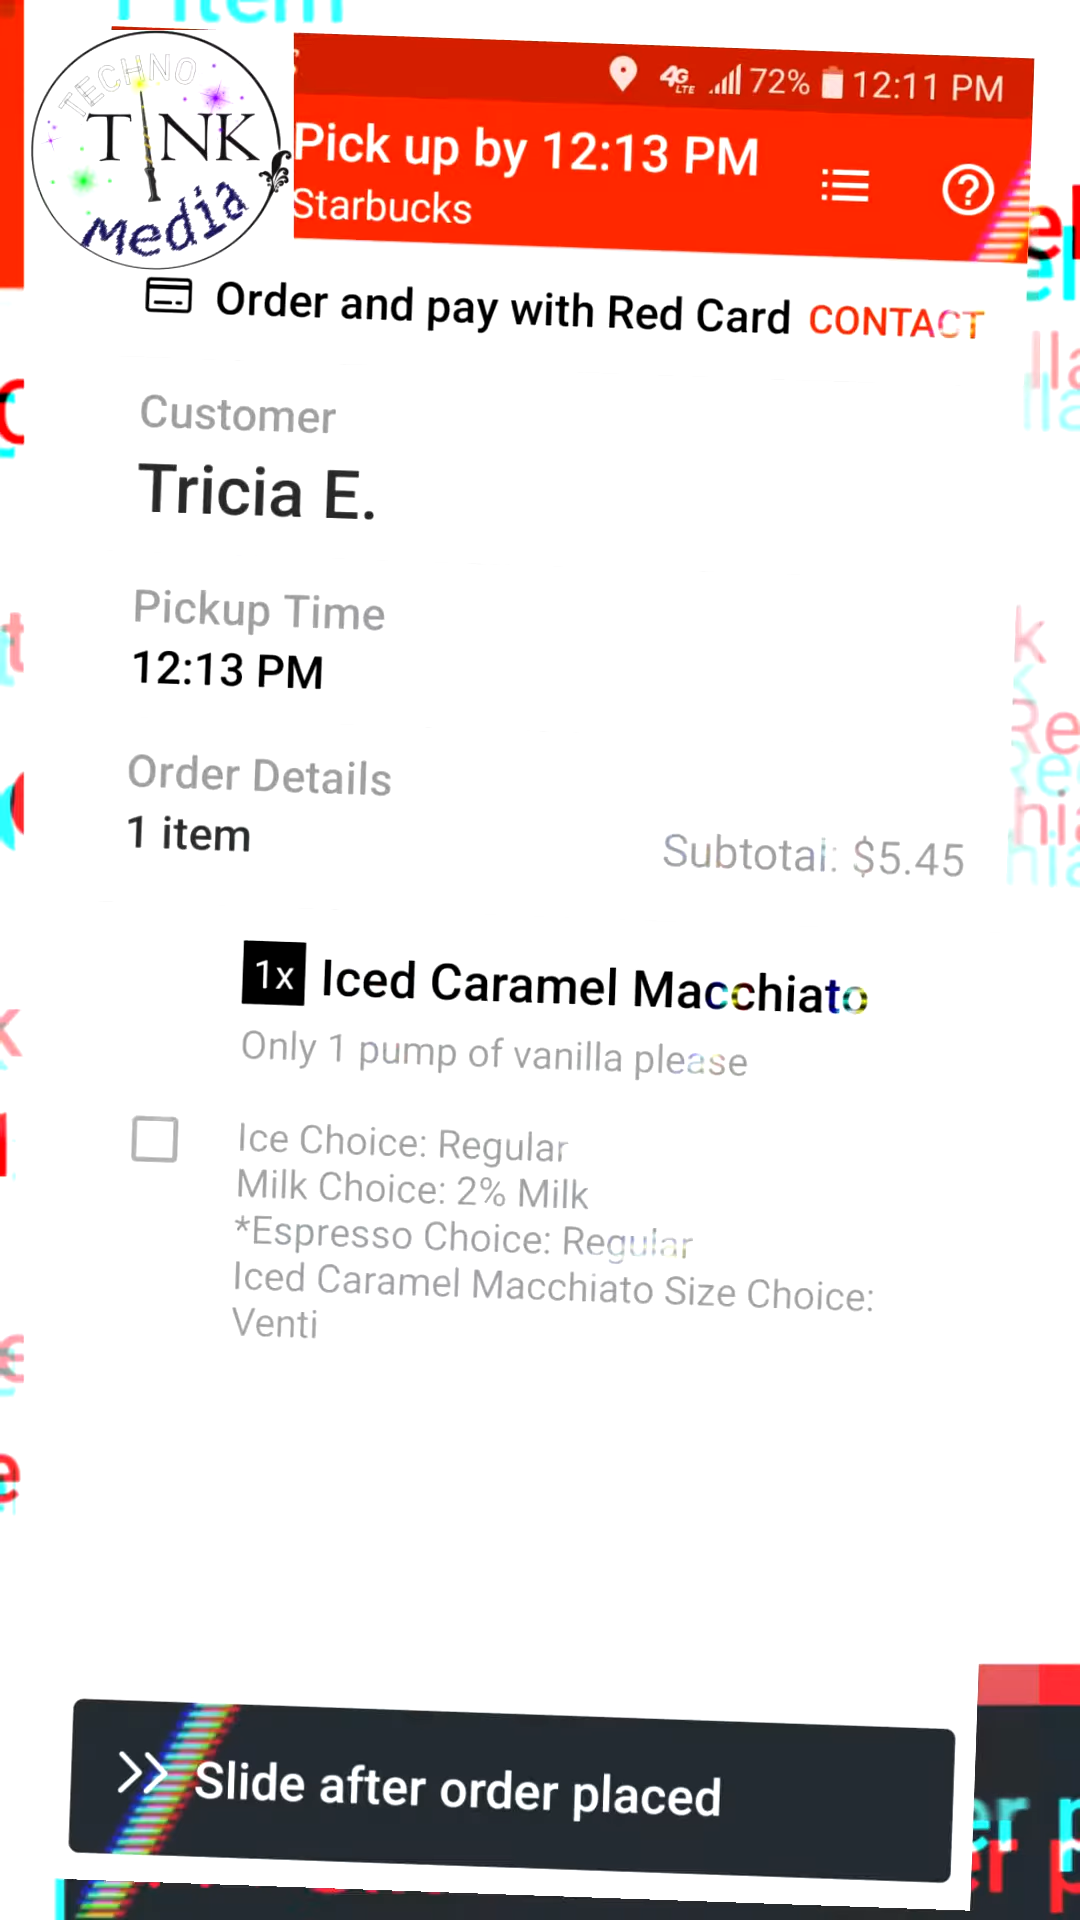 1 item
TECHNO
TINK
Media
4G LTE 72% 12:11 PM
Pick up by 12:13 PM
Starbucks
Order and pay with Red Card CONTACT
Customer
Tricia E.
Pickup Time
12:13 PM
Order Details
1 item
Subtotal: $5.45
1x Iced Caramel Macchiato
Only 1 pump of vanilla please
Ice Choice: Regular
Milk Choice: 2% Milk
*Espresso Choice: Regular
Iced Caramel Macchiato Size Choice:
Venti
Slide after order placed